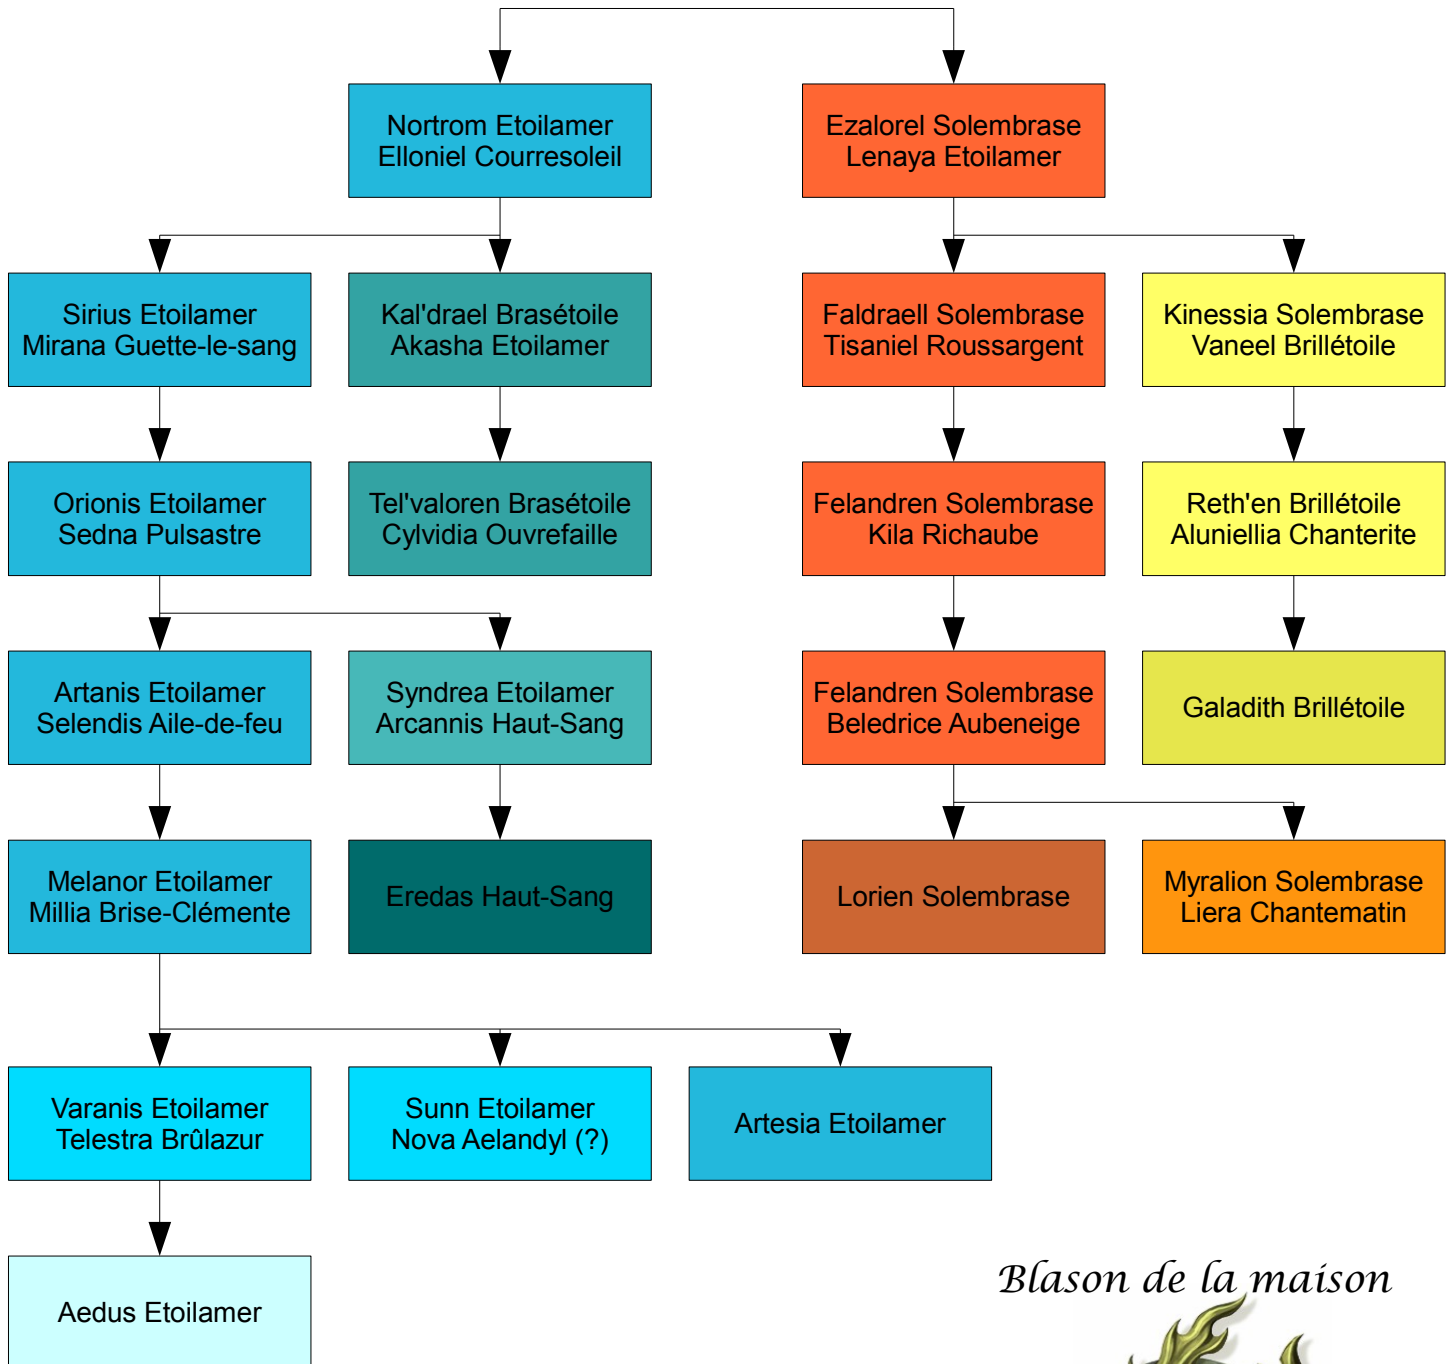 Nortrom Etoilamer
Elloniel Courresoleil
Ezalorel Solembrase
Lenaya Etoilamer
Sirius Etoilamer
Mirana Guette-le-sang
Kal'drael Brasétoile
Akasha Etoilamer
Faldraell Solembrase
Tisaniel Roussargent
Kinessia Solembrase
Vaneel Brillétoile
Orionis Etoilamer
Sedna Pulsastre
Tel'valoren Brasétoile
Cylvidia Ouvrefaille
Felandren Solembrase
Kila Richaube
Reth'en Brillétoile
Aluniellia Chanterite
Artanis Etoilamer
Selendis Aile-de-feu
Syndrea Etoilamer
Arcannis Haut-Sang
Felandren Solembrase
Beledrice Aubeneige
Galadith Brillétoile
Melanor Etoilamer
Millia Brise-Clémente
Eredas Haut-Sang
Lorien Solembrase
Myralion Solembrase
Liera Chantematin
Varanis Etoilamer
Telestra Brûlazur
Sunn Etoilamer
Nova Aelandyl (?)
Artesia Etoilamer
Aedus Etoilamer
Blason de la maison